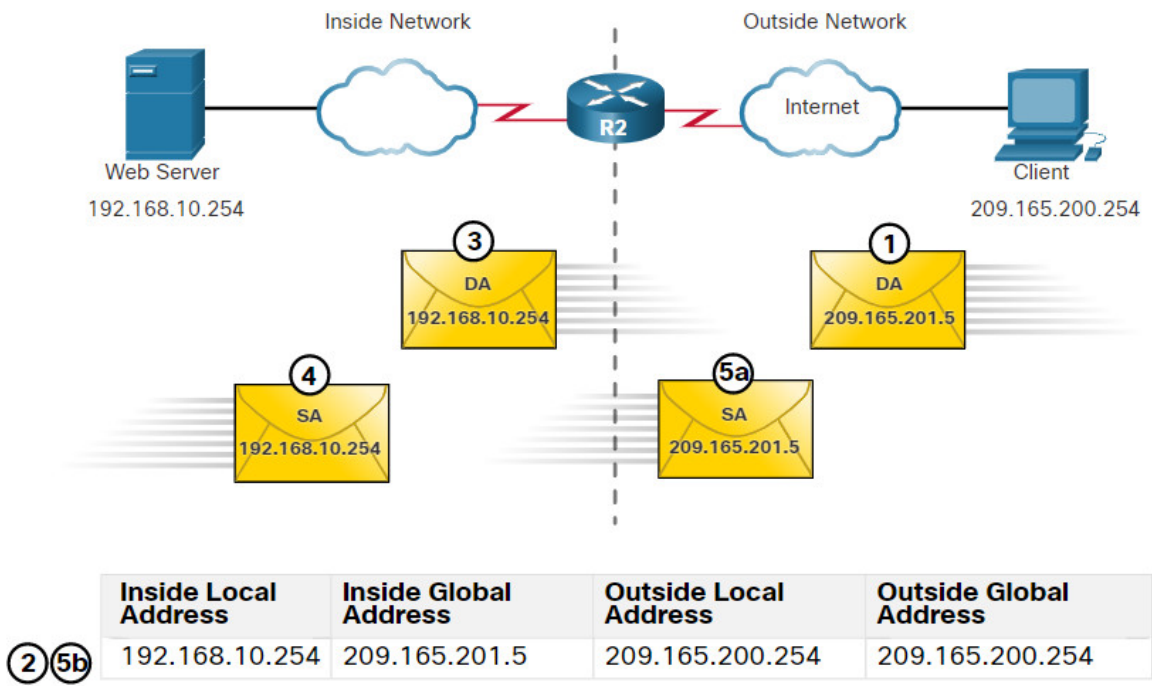 Inside Network
Outside Network
Internet
R2
Web Server
192.168.10.254
Client
209.165.200.254
3
DA
192.168.10.254
1
DA
209.165.201.5
4
SA
192.168.10.254
5a
SA
209.165.201.5
Inside Local Address
Inside Global Address
Outside Local Address
Outside Global Address
2 5b
192.168.10.254
209.165.201.5
209.165.200.254
209.165.200.254